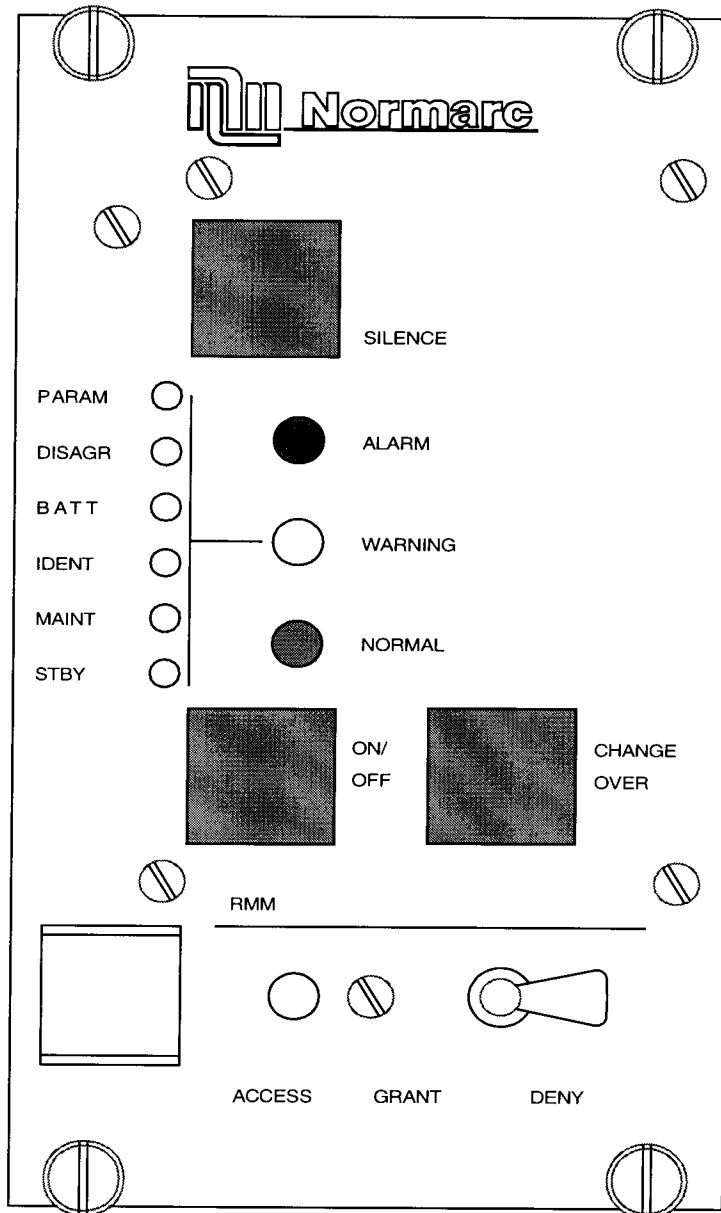 Normarc
SILENCE
PARAM
ALARM
DISAGR
BATT
WARNING
IDENT
MAINT
NORMAL
STBY
ON/
OFF
CHANGE
OVER
RMM
ACCESS GRANT DENY